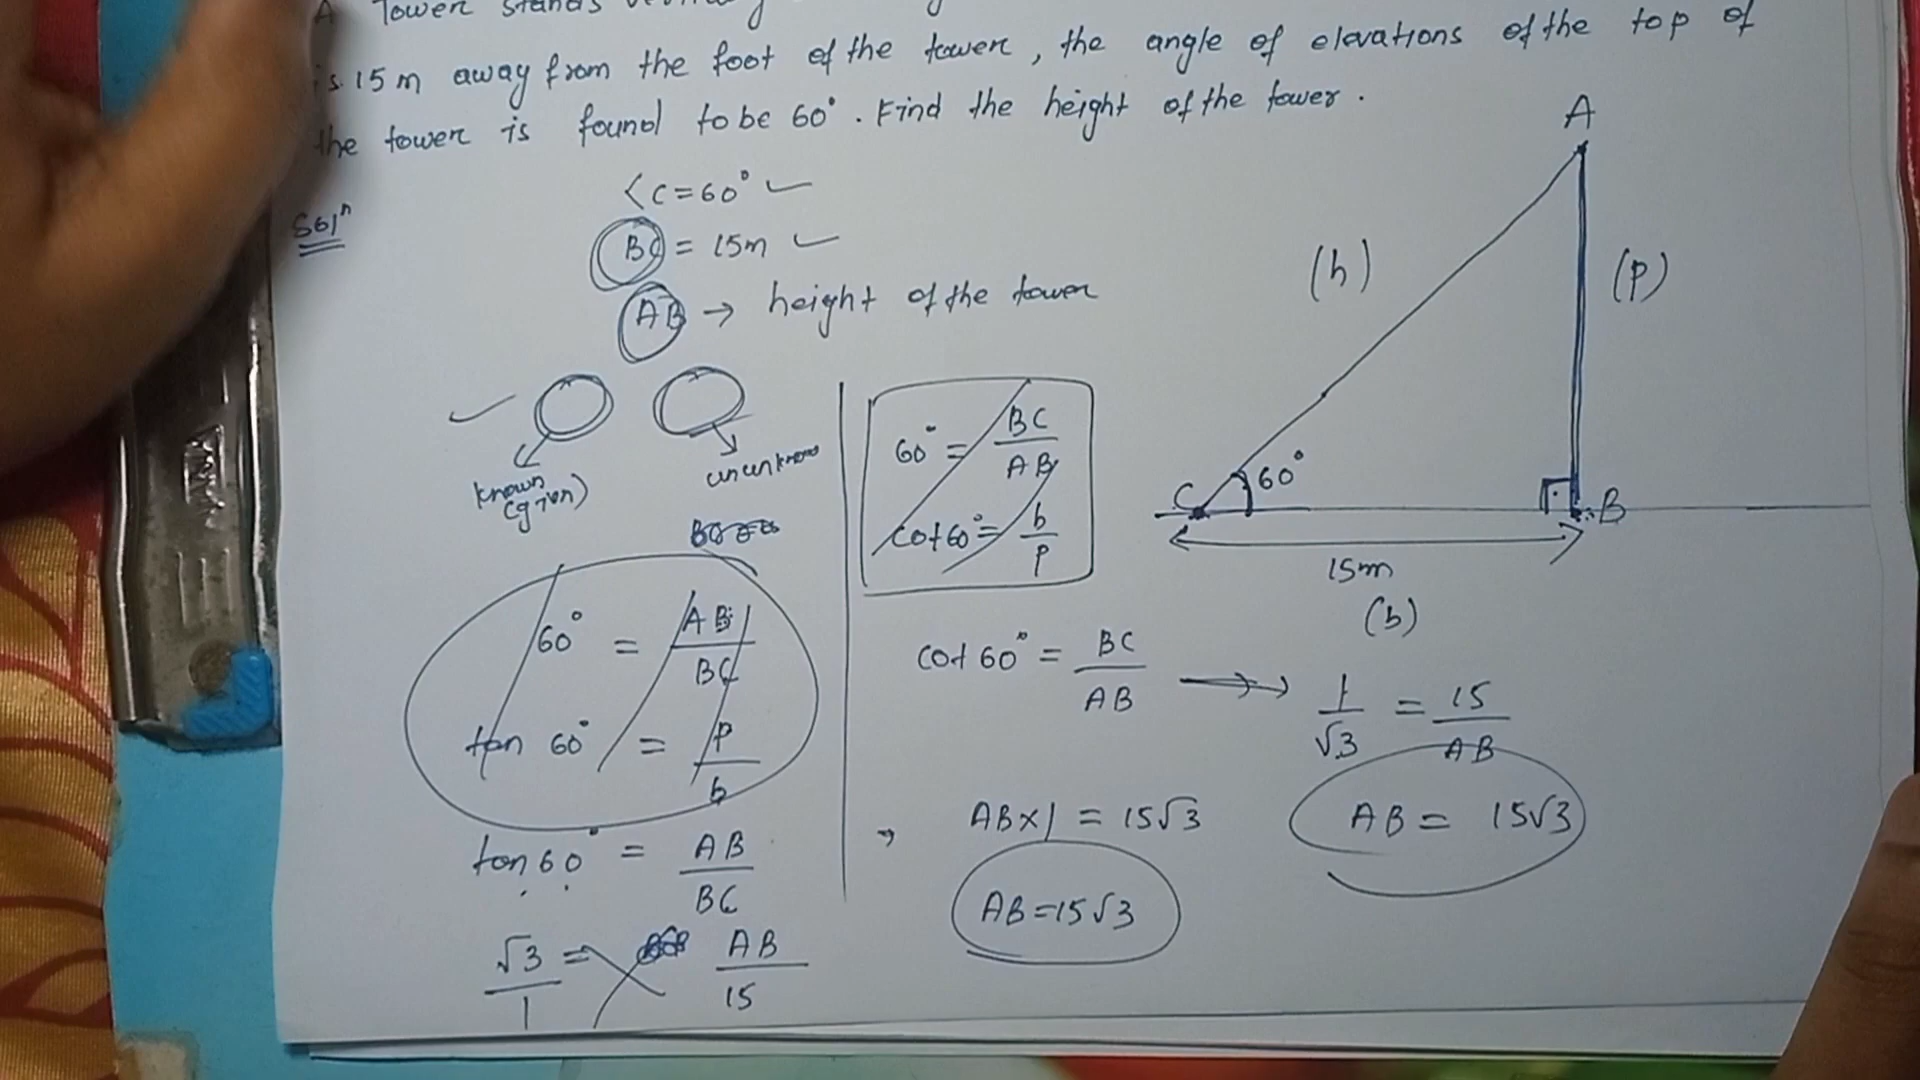 A Tower stands
is 15 m away from the foot of the tower, the angle of elevations of the top of
the tower is found to be 60°. Find the height of the tower.
Solⁿ
<C = 60°
BC = 15m
AB → height of the tower
known
60° = AB/BC
tan 60° = p/b
tan 60° = AB/BC
√3/1 = AB/15
60° = BC/AB
cot 60° = b/p
cot 60° = BC/AB
1/√3 = 15/AB
AB × 1 = 15√3
AB = 15√3
AB = 15√3
A
(h)
(p)
C
60°
B
15m
(b)